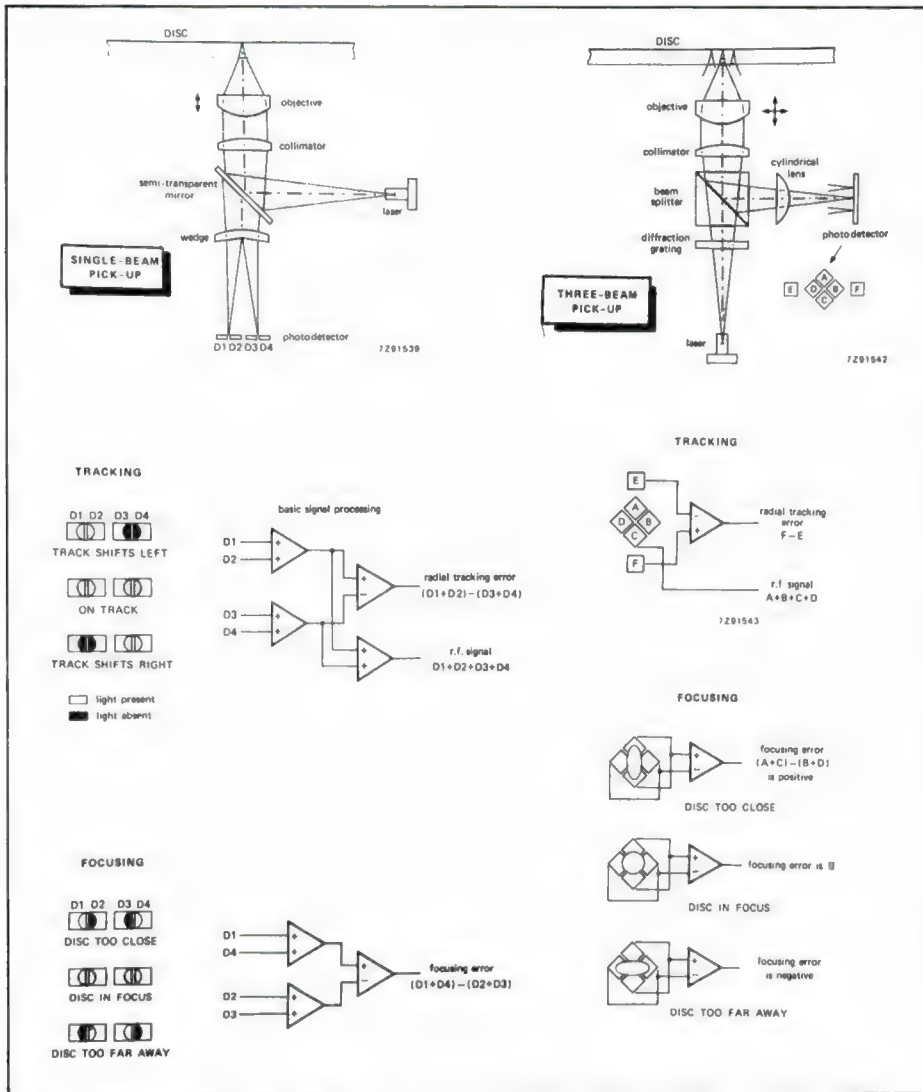 DISC
objective
collimator
semi-transparent
mirror
laser
wedge
SINGLE-BEAM
PICK-UP
photodetector
D1 D2 D3 D4
7Z91539
DISC
objective
collimator
cylindrical
lens
beam
splitter
diffraction
grating
photodetector
THREE-BEAM
PICK-UP
E
A
D B
C
F
laser
7Z91542
TRACKING
D1 D2 D3 D4
TRACK SHIFTS LEFT
ON TRACK
TRACK SHIFTS RIGHT
light present
light absent
basic signal processing
D1
+
D2
+
D3
+
D4
+
+
−
radial tracking error
(D1+D2)−(D3+D4)
+
+
r.f. signal
D1+D2+D3+D4
TRACKING
E
A
D B
C
F
−
+
radial tracking
error
F−E
r.f. signal
A+B+C+D
7Z91543
FOCUSING
D1 D2 D3 D4
DISC TOO CLOSE
DISC IN FOCUS
DISC TOO FAR AWAY
D1
+
D4
+
D2
+
D3
+
+
−
focusing error
(D1+D4)−(D2+D3)
FOCUSING
+
−
focusing error
(A+C)−(B+D)
is positive
DISC TOO CLOSE
+
−
focusing error is
DISC IN FOCUS
+
−
focusing error
is negative
DISC TOO FAR AWAY